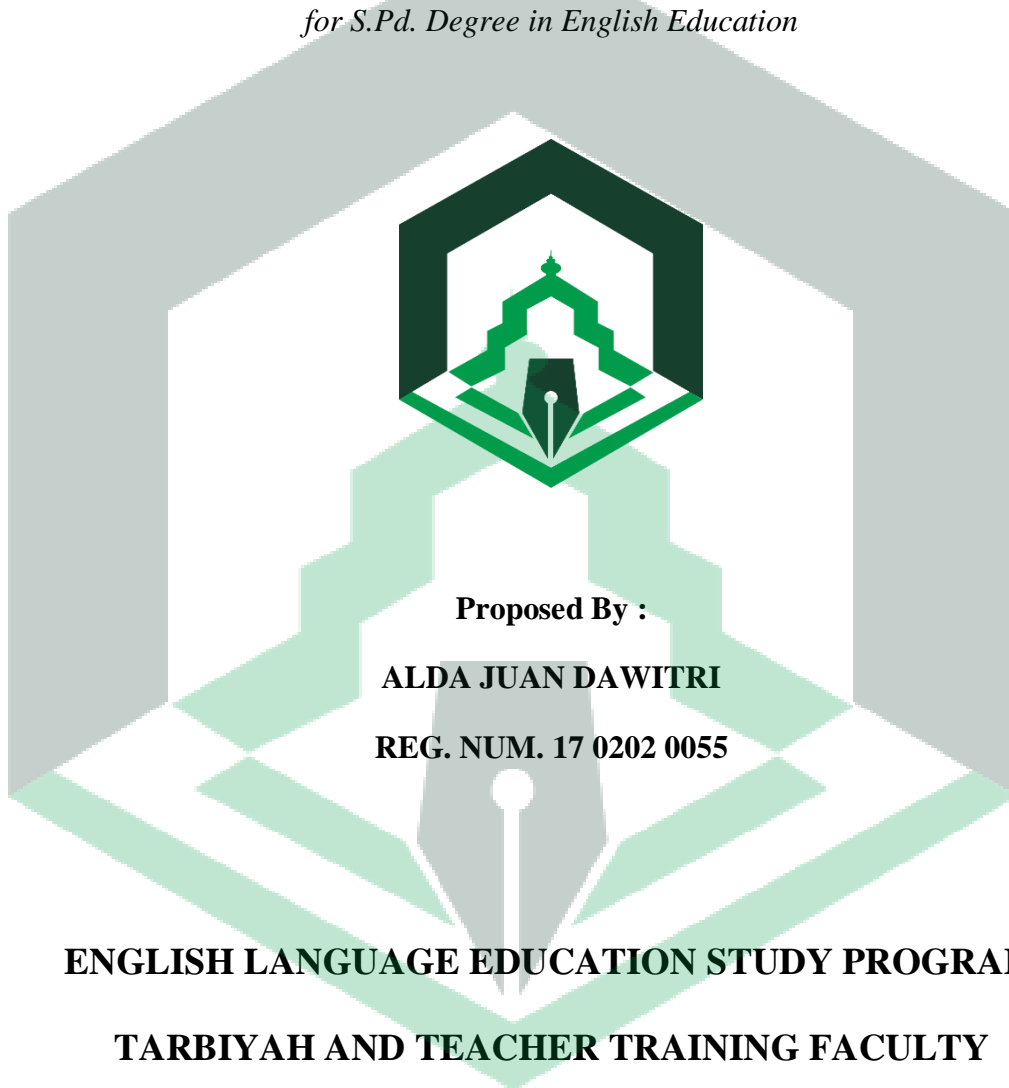 for S.Pd. Degree in English Education
Proposed By :
ALDA JUAN DAWITRI
REG. NUM. 17 0202 0055
ENGLISH LANGUAGE EDUCATION STUDY PROGRA
TARBIYAH AND TEACHER TRAINING FACULTY